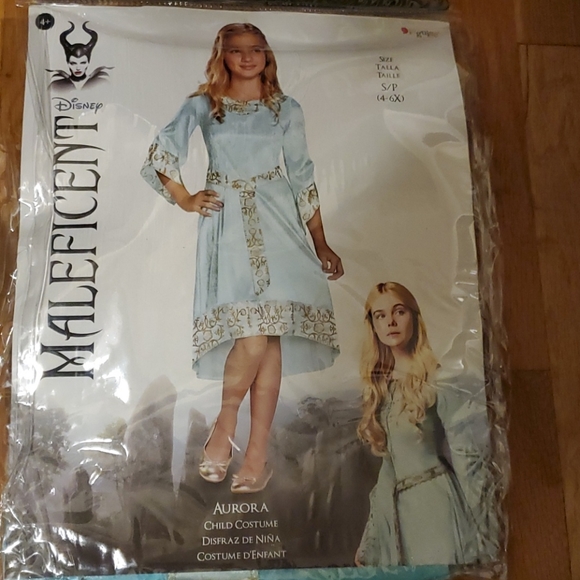 4+
Disney
MALEFICENT
SIZE
TALLA
TAILLE
S/P
(4-6X)
AURORA
CHILD COSTUME
DISFRAZ DE NIÑA
COSTUME D'ENFANT